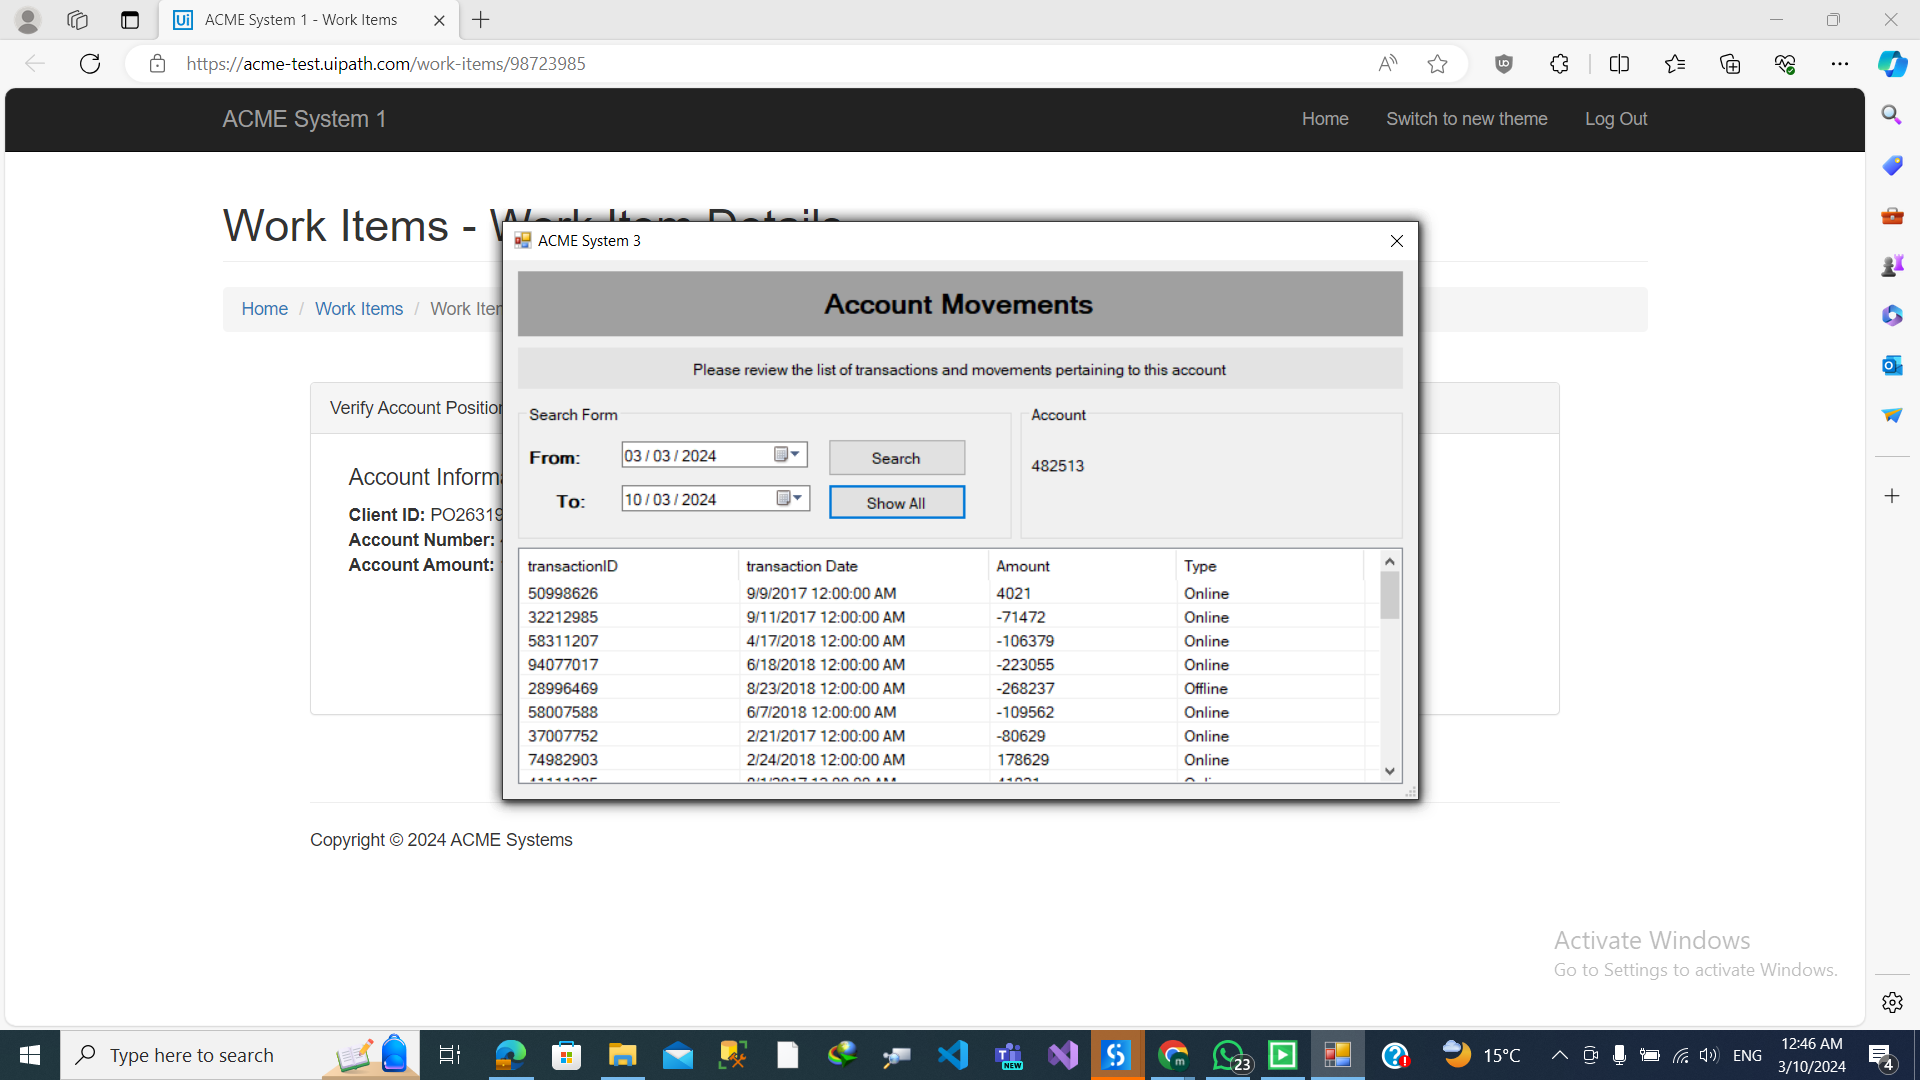 ACME System 1 - Work Items
https://acme-test.uipath.com/work-items/98723985
ACME System 1
Home
Switch to new theme
Log Out
Work Items - Work Item Details
Home / Work Items / Work Iter
ACME System 3
Account Movements
Please review the list of transactions and movements pertaining to this account
Search Form
From: 03 / 03 / 2024
Search
To: 10 / 03 / 2024
Show All
Account
482513
transactionID transaction Date Amount Type
50998626 9/9/2017 12:00:00 AM 4021 Online
32212985 9/11/2017 12:00:00 AM -71472 Online
58311207 4/17/2018 12:00:00 AM -106379 Online
94077017 6/18/2018 12:00:00 AM -223055 Online
28996469 8/23/2018 12:00:00 AM -268237 Offline
58007588 6/7/2018 12:00:00 AM -109562 Online
37007752 2/21/2017 12:00:00 AM -80629 Online
74982903 2/24/2018 12:00:00 AM 178629 Online
Verify Account Position
Account Informa
Client ID: PO26319
Account Number:
Account Amount:
Copyright © 2024 ACME Systems
Activate Windows
Go to Settings to activate Windows.
Type here to search
NEW
m
23
15°C
ENG
12:46 AM
3/10/2024
4